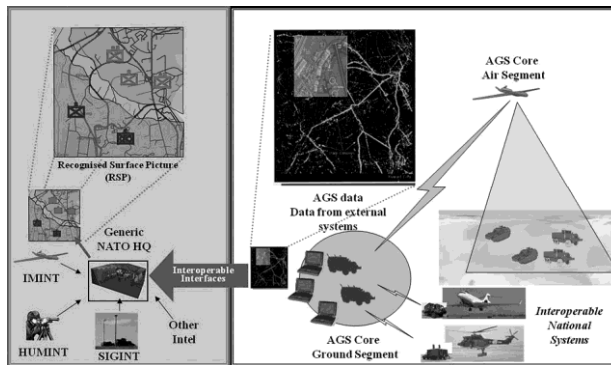 Recognised Surface Picture
(RSP)
Generic
NATO HQ
IMINT
HUMINT
SIGINT
Other
Intel
Interoperable
Interfaces
AGS data
Data from external
systems
AGS Core
Air Segment
AGS Core
Ground Segment
Interoperable
National
Systems